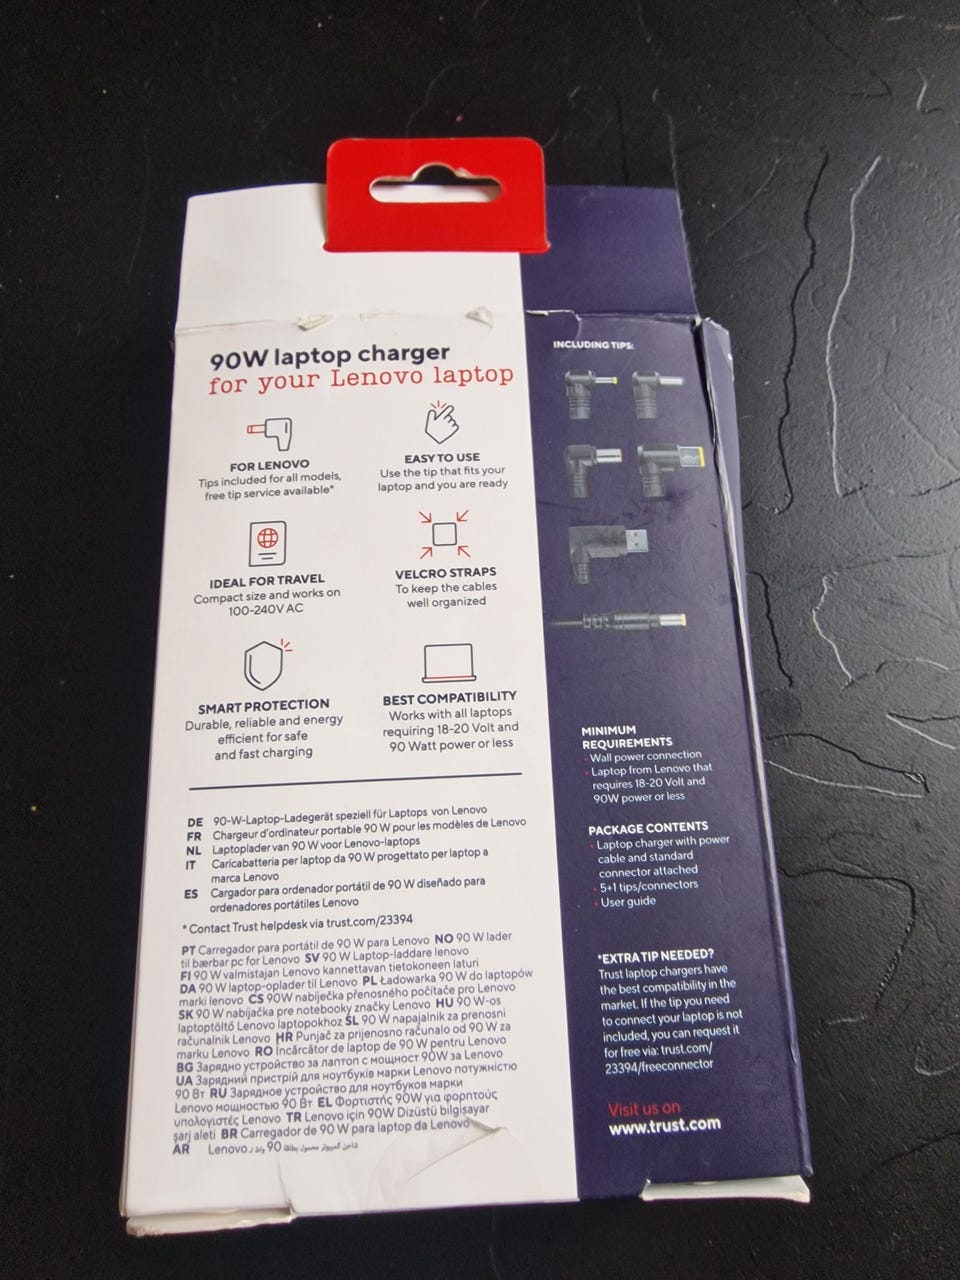 90W laptop charger
for your Lenovo laptop
FOR LENOVO
Tips included for all models,
free tip service available*
EASY TO USE
Use the tip that fits your
laptop and you are ready
IDEAL FOR TRAVEL
Compact size and works on
100-240V AC
VELCRO STRAPS
To keep the cables
well organized
SMART PROTECTION
Durable, reliable and energy
efficient for safe
and fast charging
BEST COMPATIBILITY
Works with all laptops
requiring 18-20 Volt and
90 Watt power or less
DE 90-W-Laptop-Ladegerät speziell für Laptops von Lenovo
FR Chargeur d'ordinateur portable 90 W pour les modèles de Lenovo
NL Laptoplader van 90 W voor Lenovo-laptops
IT Caricabatteria per laptop da 90 W progettato per laptop a
marca Lenovo
ES Cargador para ordenador portátil de 90 W diseñado para
ordenadores portátiles Lenovo
* Contact Trust helpdesk via trust.com/23394
PT Carregador para portátil de 90 W para Lenovo NO 90 W lader
til bærbar pc for Lenovo SV 90 W Laptop-laddare lenovo
FI 90 W valmistajan Lenovo kannettavan tietokoneen laturi
DA 90 W laptop-oplader til Lenovo PL Ładowarka 90 W do laptopów
marki lenovo CS 90W nabíječka přenosného počítače pro Lenovo
SK 90 W nabíjačka pre notebooky značky Lenovo HU 90 W-os
laptoptöltő Lenovo laptopokhoz SL 90 W napajalnik za prenosni
računalnik Lenovo HR Punjač za prijenosno računalo od 90 W za
marku Lenovo RO Încărcător de laptop de 90 W pentru Lenovo
BG Зарядно устройство за лаптоп с мощност 90W за Lenovo
UA Зарядний пристрій для ноутбуків марки Lenovo потужністю
90 Вт RU Зарядное устройство для ноутбуков марки
Lenovo мощностью 90 Вт EL Φορτιστής 90W για φορητούς
υπολογιστές Lenovo TR Lenovo için 90W Dizüstü bilgisayar
şarj aleti BR Carregador de 90 W para laptop da Lenovo
AR شاحن كمبيوتر محمول بطاقة 90 واط لـ Lenovo
INCLUDING TIPS:
MINIMUM
REQUIREMENTS
· Wall power connection
· Laptop from Lenovo that
requires 18-20 Volt and
90W power or less
PACKAGE CONTENTS
· Laptop charger with power
cable and standard
connector attached
· 5+1 tips/connectors
· User guide
*EXTRA TIP NEEDED?
Trust laptop chargers have
the best compatibility in the
market. If the tip you need
to connect your laptop is not
included, you can request it
for free via: trust.com/
23394/freeconnector
Visit us on
www.trust.com